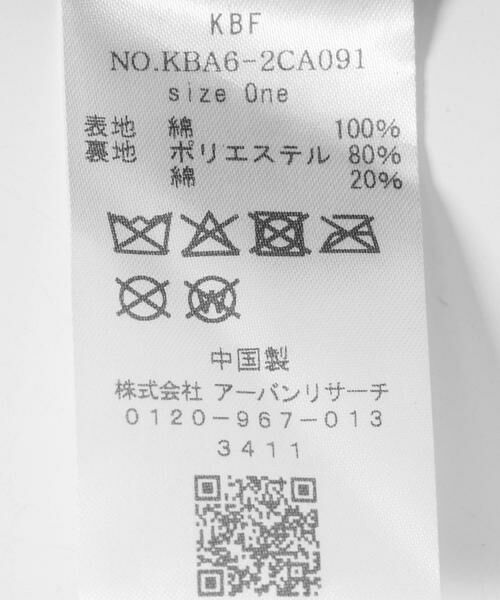 KBF
NO.KBA6-2CA091
size One
表地 綿 100%
裏地 ポリエステル 80%
綿 20%
W
中国製
株式会社 アーバンリサーチ
0120-967-013
3411